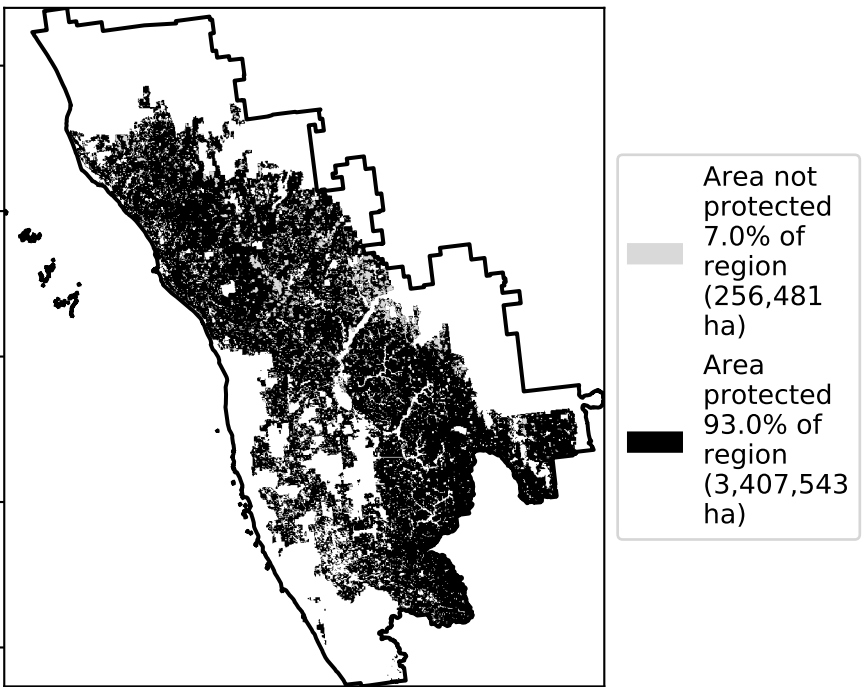 Area not
protected
7.0% of
region
(256,481
ha)
Area
protected
93.0% of
region
(3,407,543
ha)